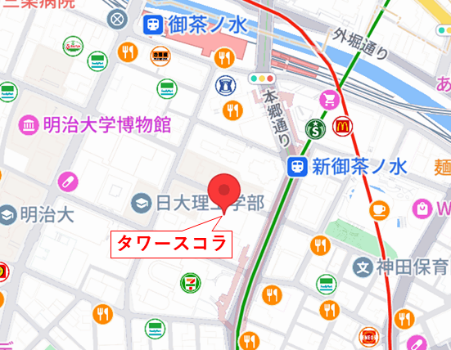 三楽病院
御茶ノ水
外堀通り
本郷通り
明治大学博物館
新御茶ノ水
日大理工学部
明治大
タワースコラ
神田保育